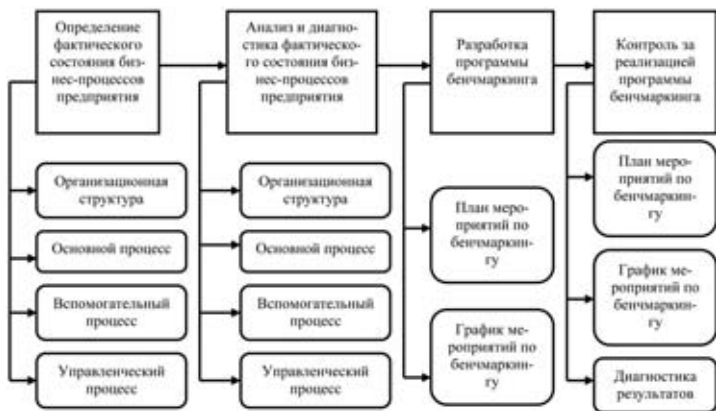 Определение
фактического
состояния биз-
нес-процессов
предприятия
Анализ и диагно-
стика фактическо-
го состояния биз-
нес-процессов
предприятия
Разработка
программы
бенчмаркинга
Контроль за
реализацией
программы
бенчмаркинга
Организационная
структура
Основной процесс
Вспомогательный
процесс
Управленческий
процесс
Организационная
структура
Основной процесс
Вспомогательный
процесс
Управленческий
процесс
План меро-
приятий по
бенчмаркин-
гу
График ме-
роприятий по
бенчмаркин-
гу
План меро-
приятий по
бенчмаркин-
гу
График ме-
роприятий по
бенчмаркин-
гу
Диагностика
результатов